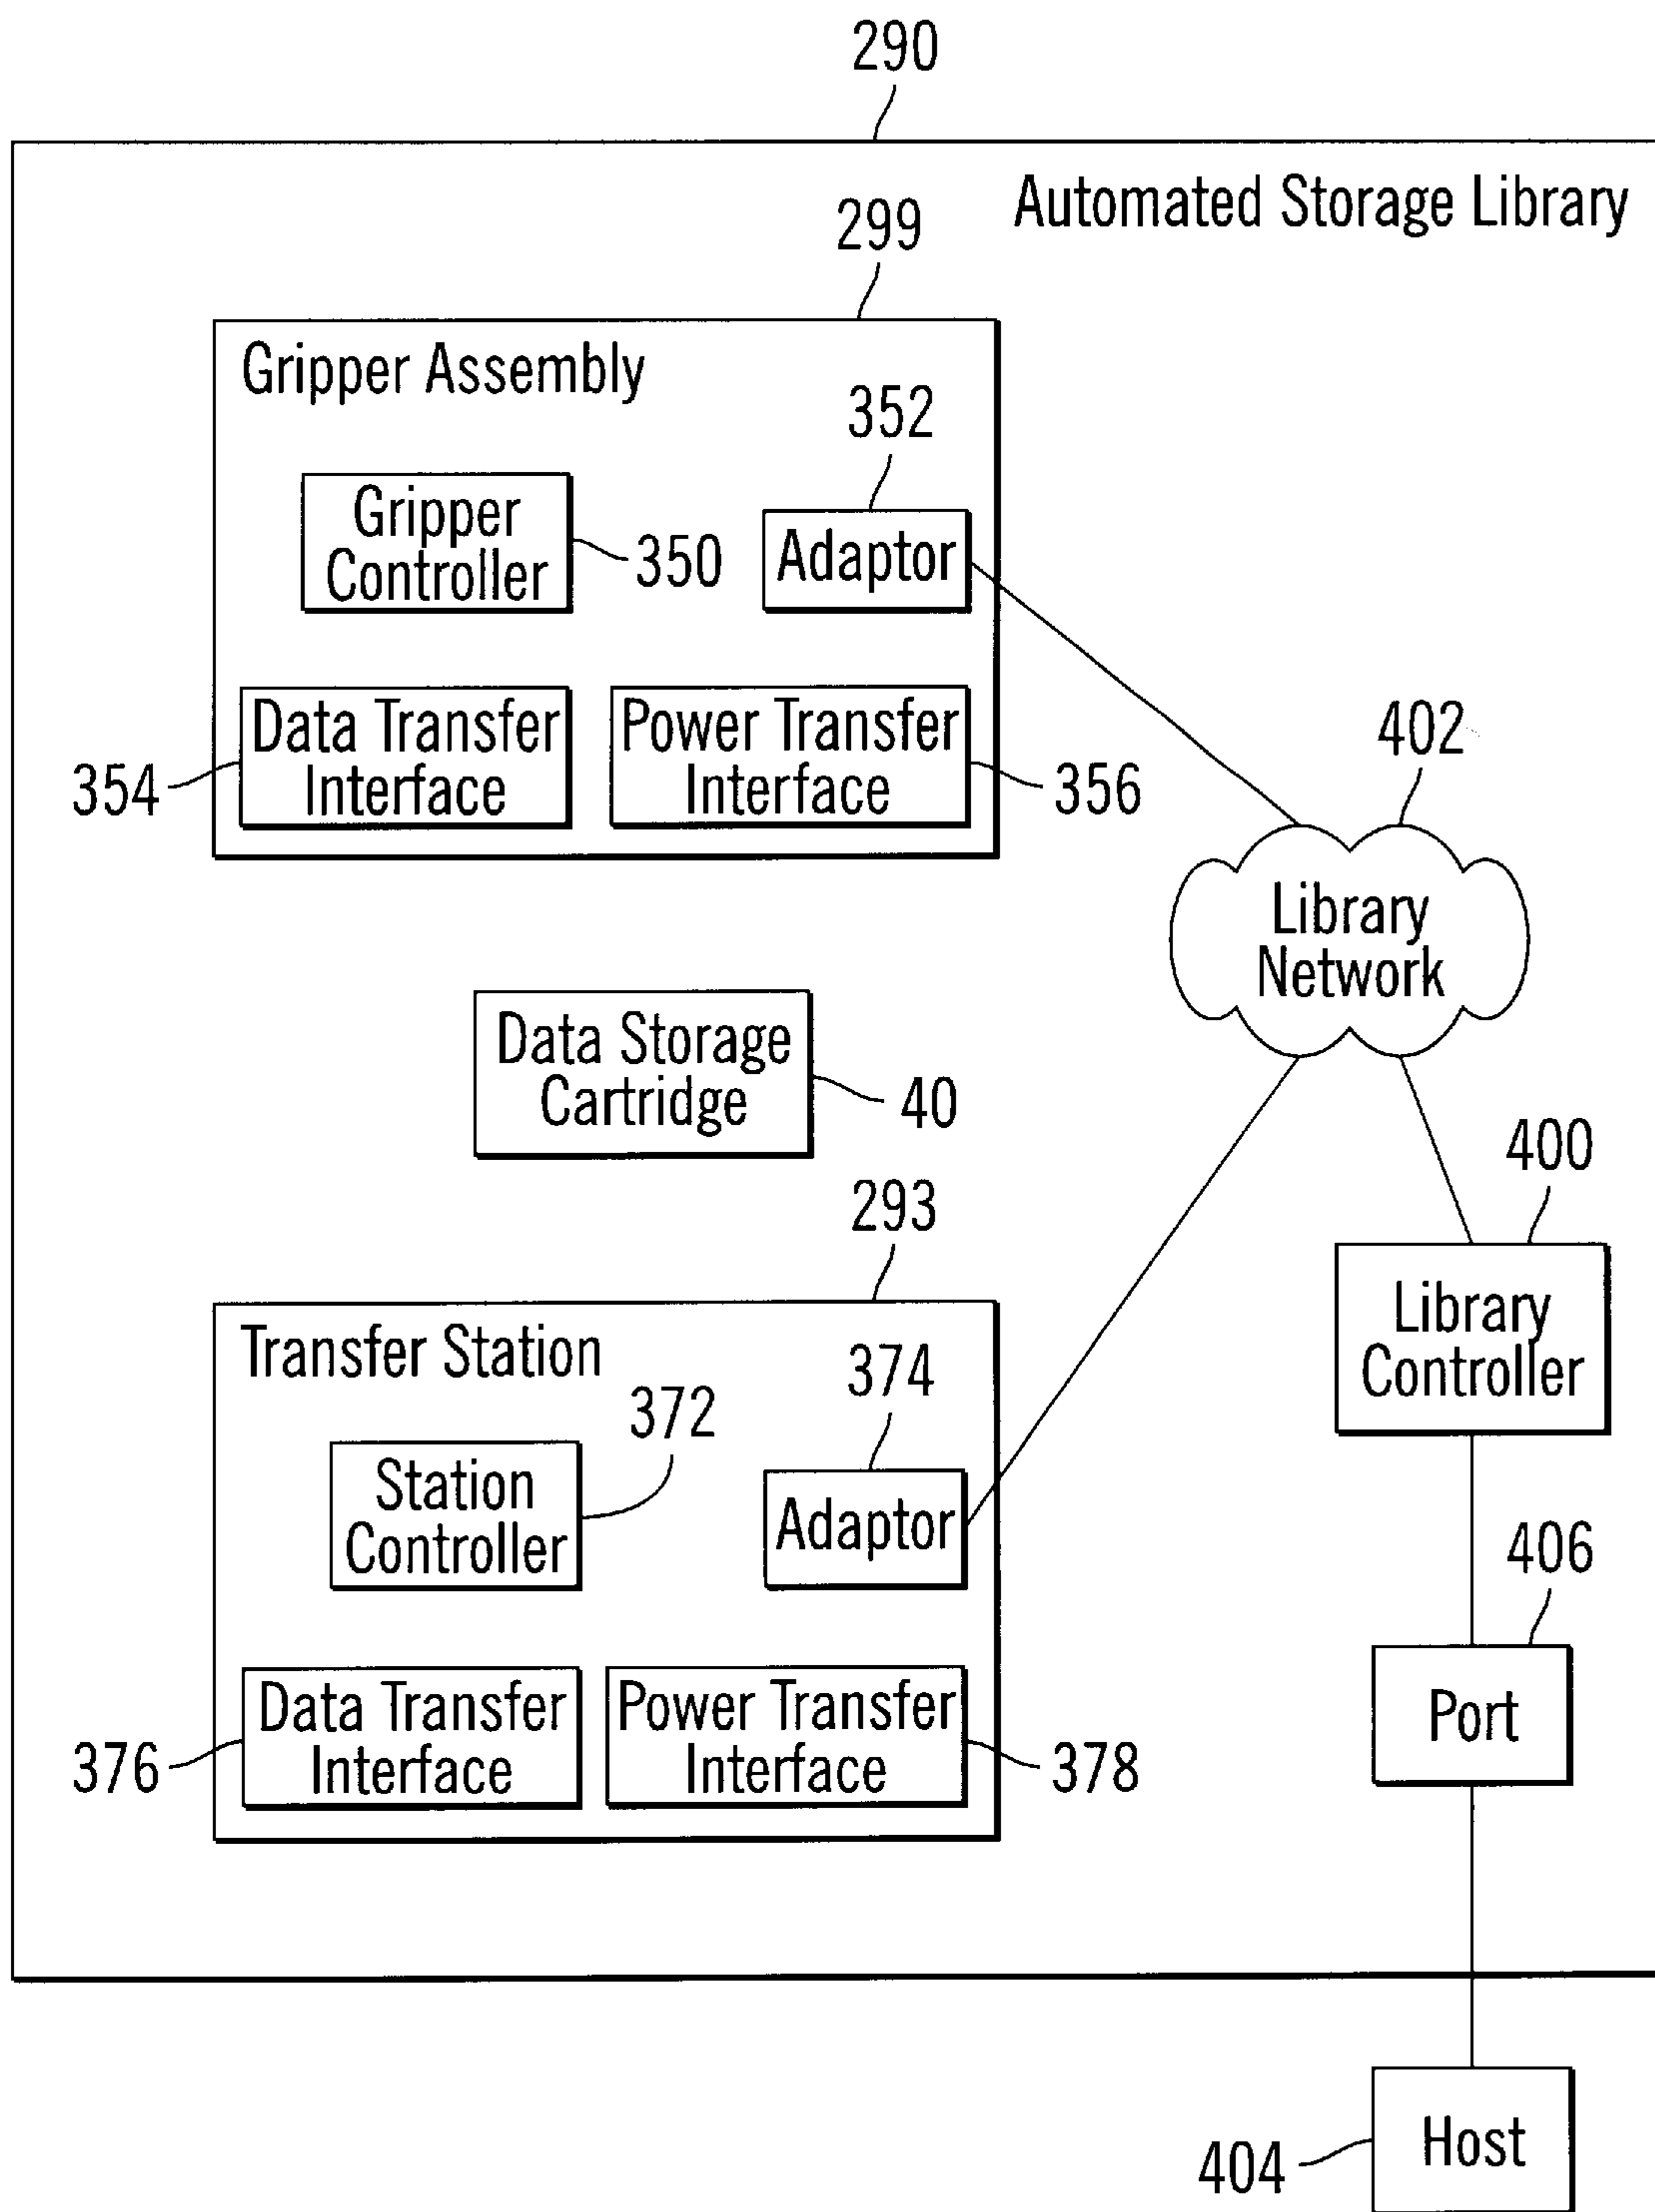 290
Automated Storage Library
299
Gripper Assembly
352
Gripper
Controller
350
Adaptor
Data Transfer
Interface
354
Power Transfer
Interface
356
402
Library
Network
Data Storage
Cartridge
40
400
Library
Controller
293
Transfer Station
372
374
Station
Controller
Adaptor
406
Port
Data Transfer
Interface
376
Power Transfer
Interface
378
Host
404